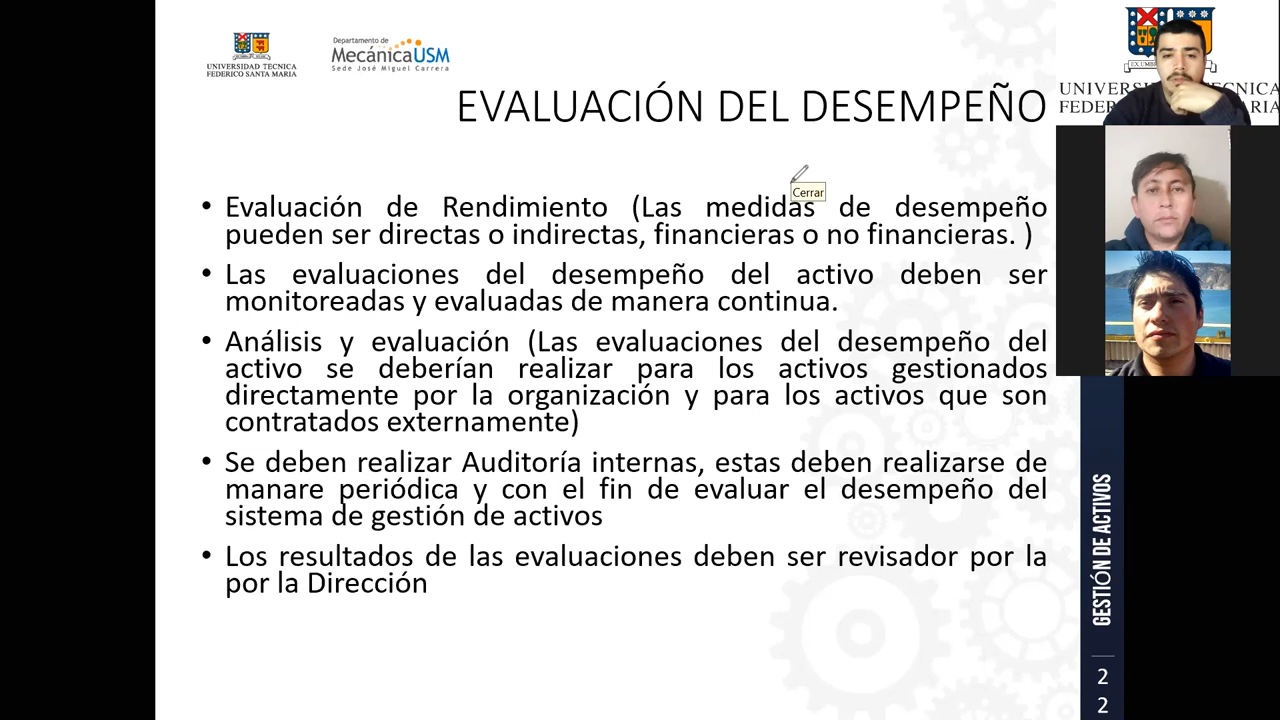 UNIVERSIDAD TECNICA
FEDERICO SANTA MARIA
Departamento de
MecánicaUSM
Sede José Miguel Carrera
EVALUACIÓN DEL DESEMPEÑO
Cerrar
• Evaluación de Rendimiento (Las medidas de desempeño
pueden ser directas o indirectas, financieras o no financieras. )
• Las evaluaciones del desempeño del activo deben ser
monitoreadas y evaluadas de manera continua.
• Análisis y evaluación (Las evaluaciones del desempeño del
activo se deberían realizar para los activos gestionados
directamente por la organización y para los activos que son
contratados externamente)
• Se deben realizar Auditoría internas, estas deben realizarse de
manare periódica y con el fin de evaluar el desempeño del
sistema de gestión de activos
• Los resultados de las evaluaciones deben ser revisador por la
por la Dirección
GESTIÓN DE ACTIVOS
2
2